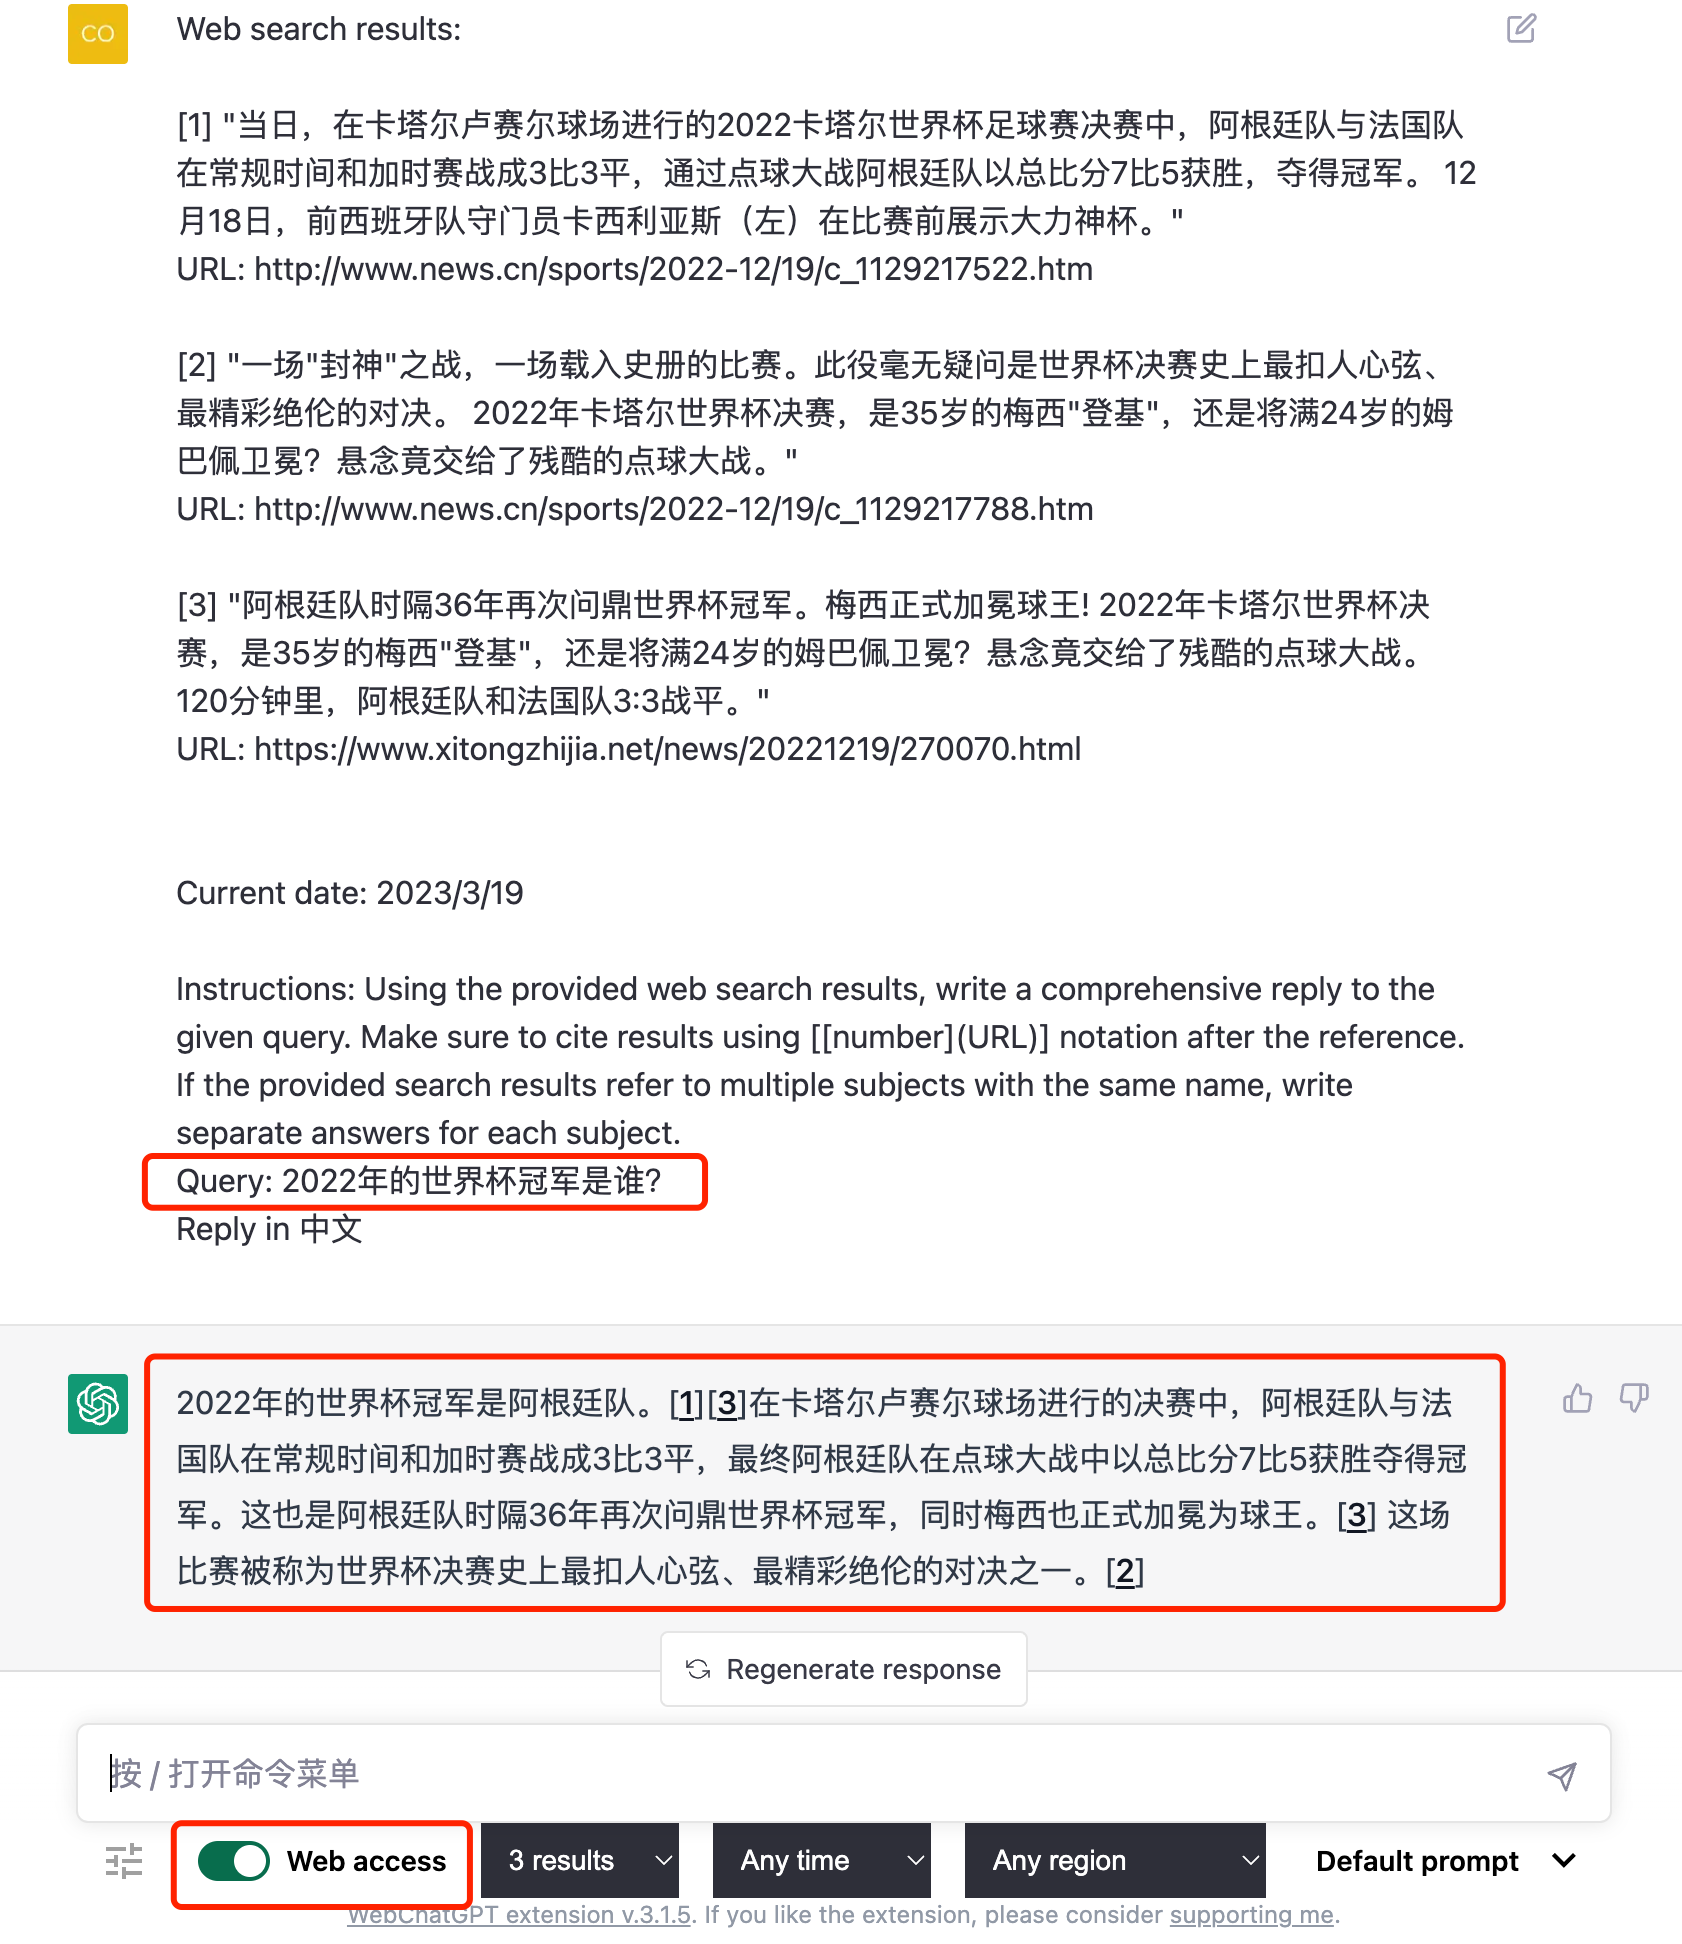 CO
Web search results:
[1] "当日，在卡塔尔卢赛尔球场进行的2022卡塔尔世界杯足球赛决赛中，阿根廷队与法国队
在常规时间和加时赛战成3比3平，通过点球大战阿根廷队以总比分7比5获胜，夺得冠军。 12
月18日，前西班牙队守门员卡西利亚斯（左）在比赛前展示大力神杯。"
URL: http://www.news.cn/sports/2022-12/19/c_1129217522.htm
[2] "一场"封神"之战，一场载入史册的比赛。此役毫无疑问是世界杯决赛史上最扣人心弦、
最精彩绝伦的对决。 2022年卡塔尔世界杯决赛，是35岁的梅西"登基"，还是将满24岁的姆
巴佩卫冕？悬念竟交给了残酷的点球大战。"
URL: http://www.news.cn/sports/2022-12/19/c_1129217788.htm
[3] "阿根廷队时隔36年再次问鼎世界杯冠军。梅西正式加冕球王! 2022年卡塔尔世界杯决
赛，是35岁的梅西"登基"，还是将满24岁的姆巴佩卫冕？悬念竟交给了残酷的点球大战。
120分钟里，阿根廷队和法国队3:3战平。"
URL: https://www.xitongzhijia.net/news/20221219/270070.html
Current date: 2023/3/19
Instructions: Using the provided web search results, write a comprehensive reply to the
given query. Make sure to cite results using [[number](URL)] notation after the reference.
If the provided search results refer to multiple subjects with the same name, write
separate answers for each subject.
Query: 2022年的世界杯冠军是谁?
Reply in 中文
2022年的世界杯冠军是阿根廷队。[1][3]在卡塔尔卢赛尔球场进行的决赛中，阿根廷队与法
国队在常规时间和加时赛战成3比3平，最终阿根廷队在点球大战中以总比分7比5获胜夺得冠
军。这也是阿根廷队时隔36年再次问鼎世界杯冠军，同时梅西也正式加冕为球王。[3] 这场
比赛被称为世界杯决赛史上最扣人心弦、最精彩绝伦的对决之一。[2]
Regenerate response
按 / 打开命令菜单
Web access
3 results
Any time
Any region
Default prompt
WebChatGPT extension v.3.1.5. If you like the extension, please consider supporting me.